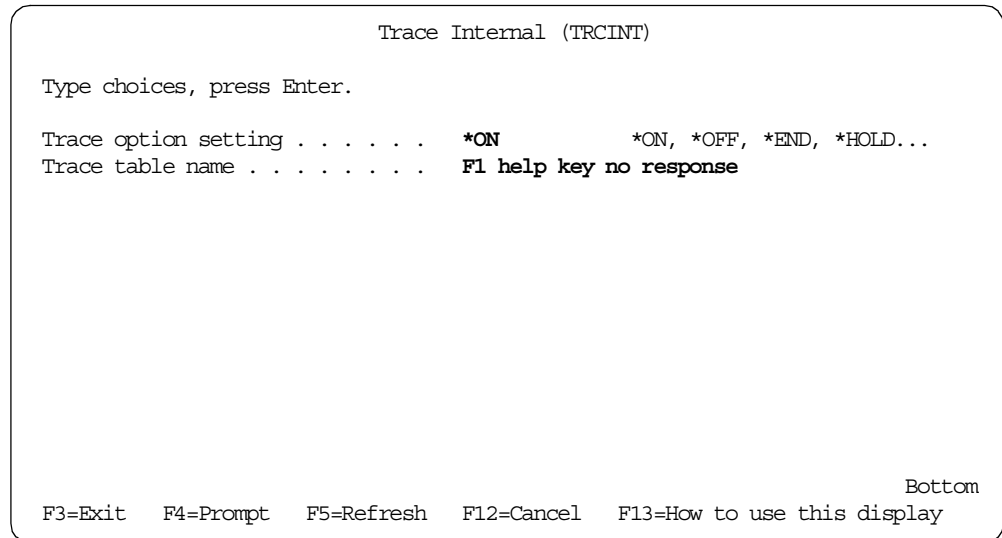 Trace Internal (TRCINT)
Type choices, press Enter.
Trace option setting . . . . . . *ON *ON, *OFF, *END, *HOLD...
Trace table name . . . . . . . . F1 help key no response
Bottom
F3=Exit F4=Prompt F5=Refresh F12=Cancel F13=How to use this display